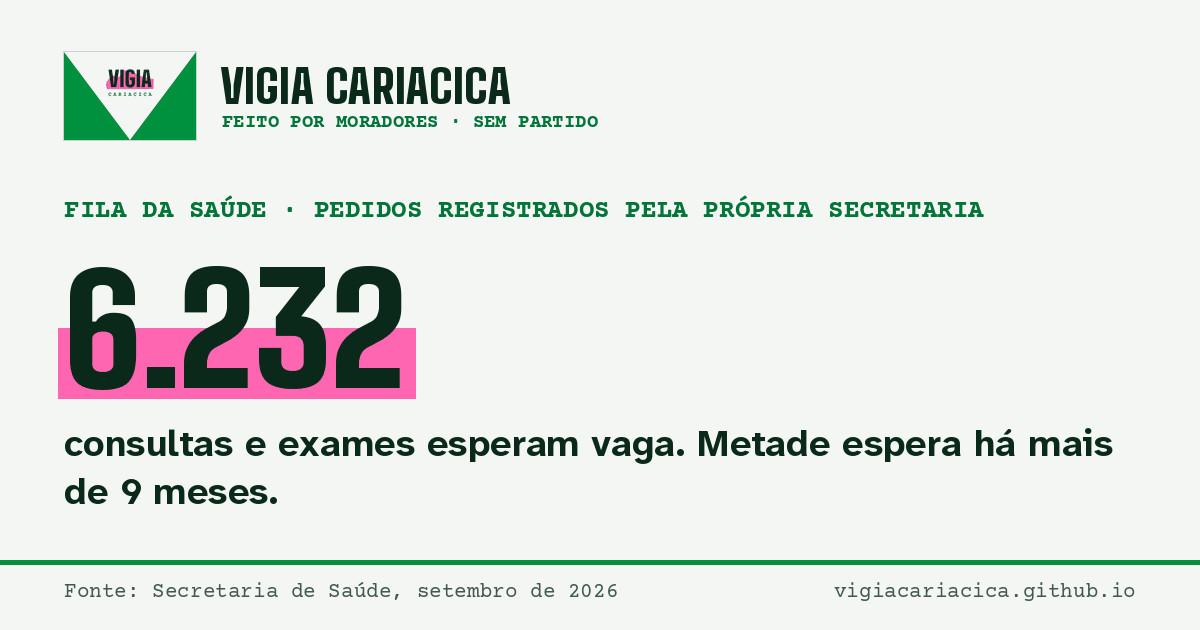 VIGIA
CARIACICA
VIGIA CARIACICA
FEITO POR MORADORES · SEM PARTIDO
FILA DA SAÚDE · PEDIDOS REGISTRADOS PELA PRÓPRIA SECRETARIA
6.232
consultas e exames esperam vaga. Metade espera há mais
de 9 meses.
Fonte: Secretaria de Saúde, setembro de 2026
vigiacariacica.github.io